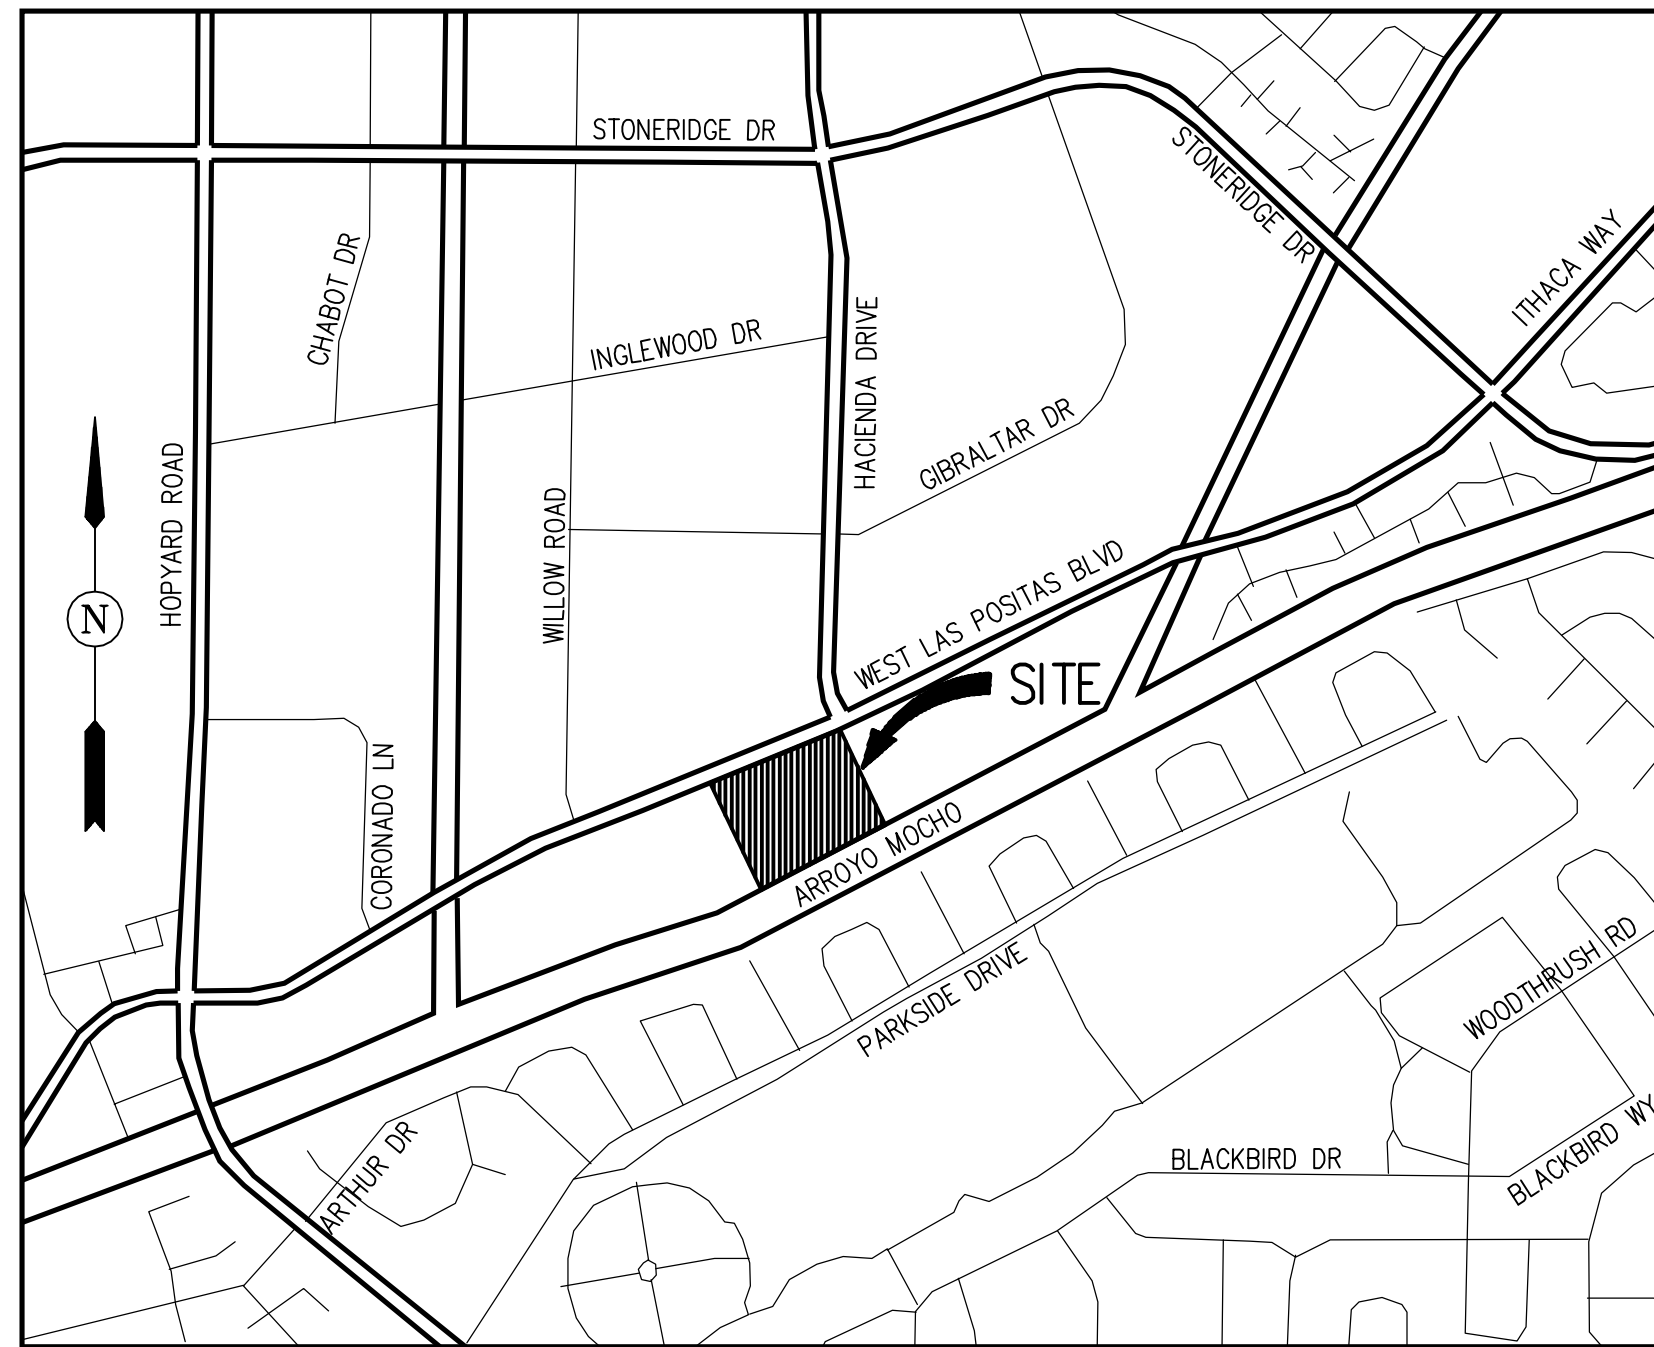 STONERIDGE DR
STONERIDGE DR
ITHACA WAY
CHABOT DR
INGLEWOOD DR
HACIENDA DRIVE
GIBRALTAR DR
HOPYARD ROAD
WILLOW ROAD
N
WEST LAS POSITAS BLVD
SITE
CORONADO LN
ARROYO MOCHO
PARKSIDE DRIVE
WOODTHRUSH RD
ARTHUR DR
BLACKBIRD DR
BLACKBIRD WY